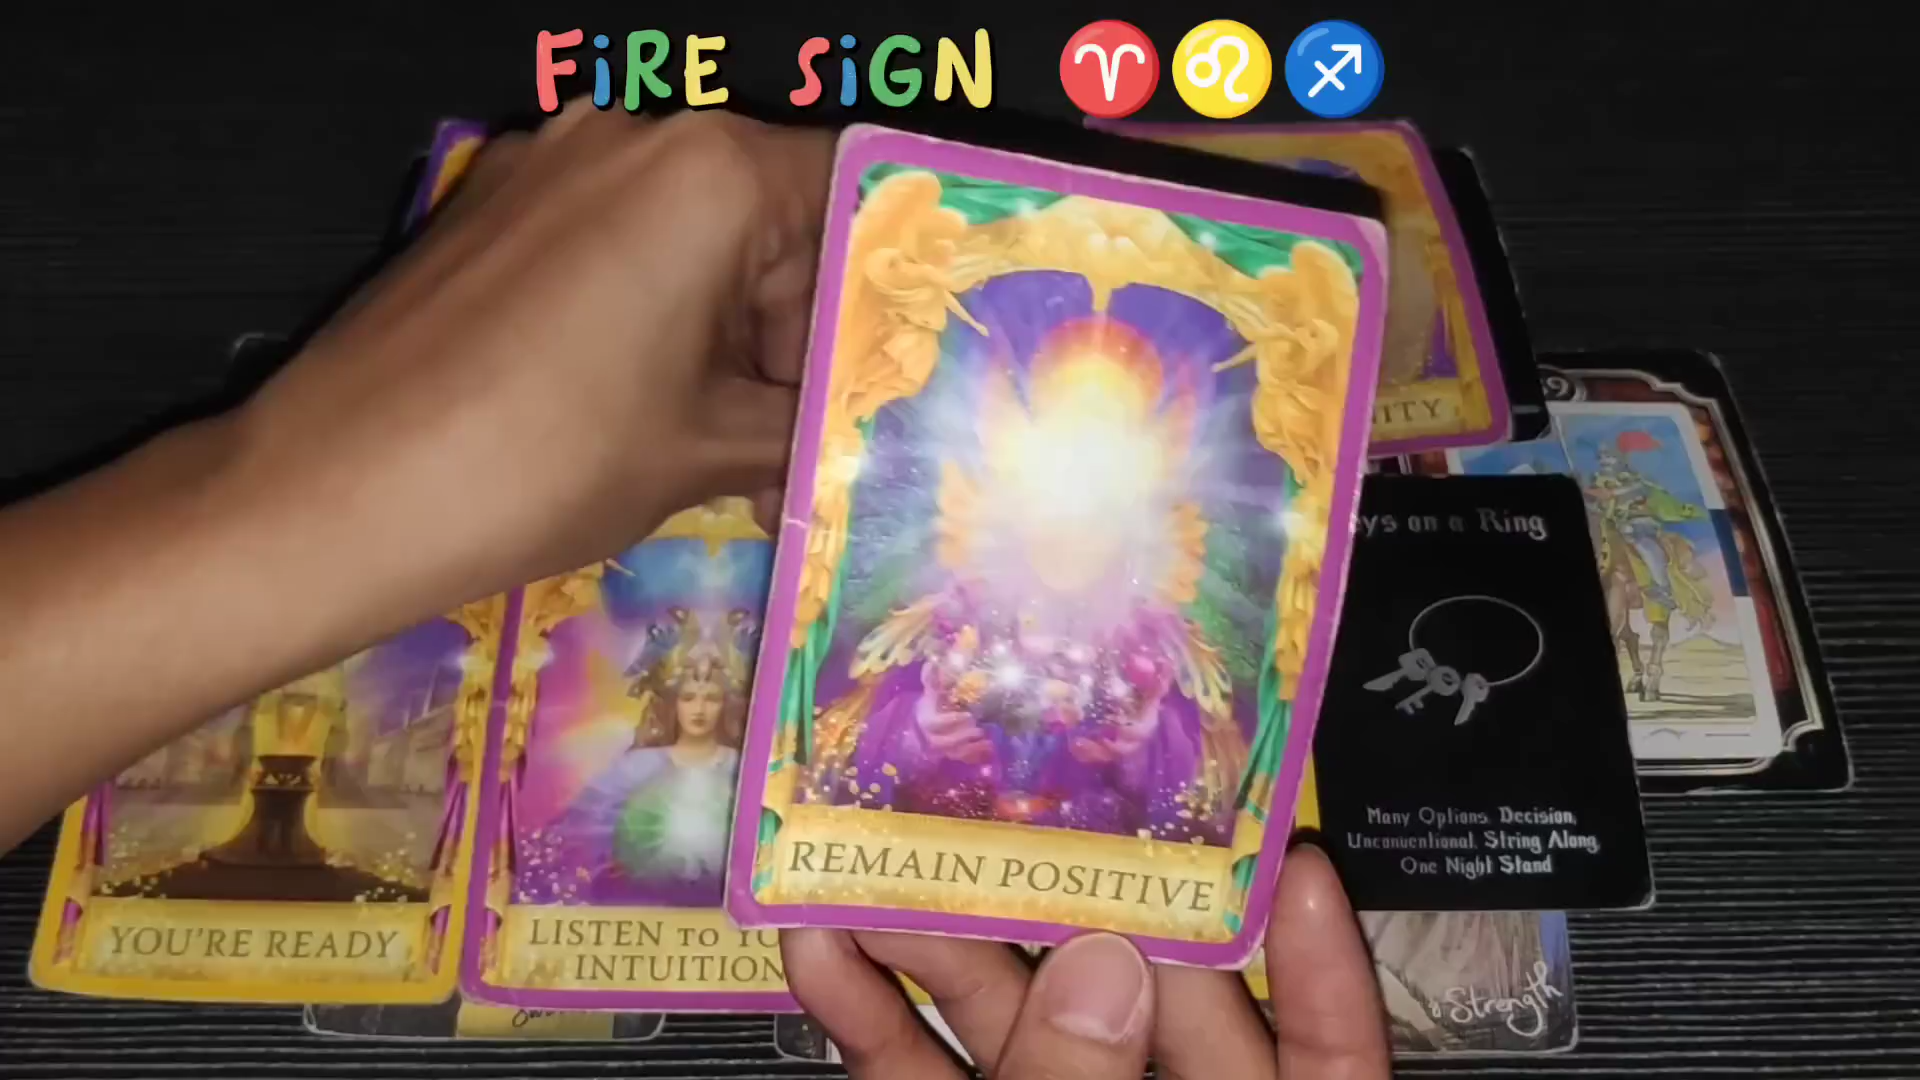 FiRE SiGN
on a Ring
Many Options, Decision,
Unconventional, String Along,
One Night Stand
REMAIN POSITIVE
YOU'RE READY
LISTEN TO
INTUITION
Strength